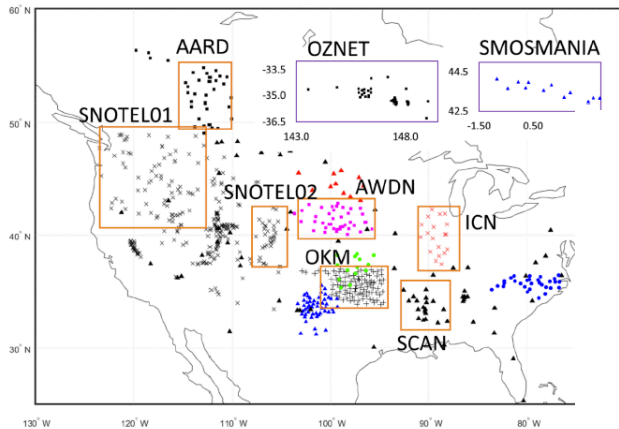 60° N
AARD
OZNET
SMOSMANIA
-33.5
-35.0
-36.5
143.0
148.0
44.5
42.5
-1.50
0.50
SNOTEL01
50° N
SNOTEL02
AWDN
ICN
40° N
OKM
SCAN
30° N
130° W
120° W
110° W
100° W
90° W
80° W